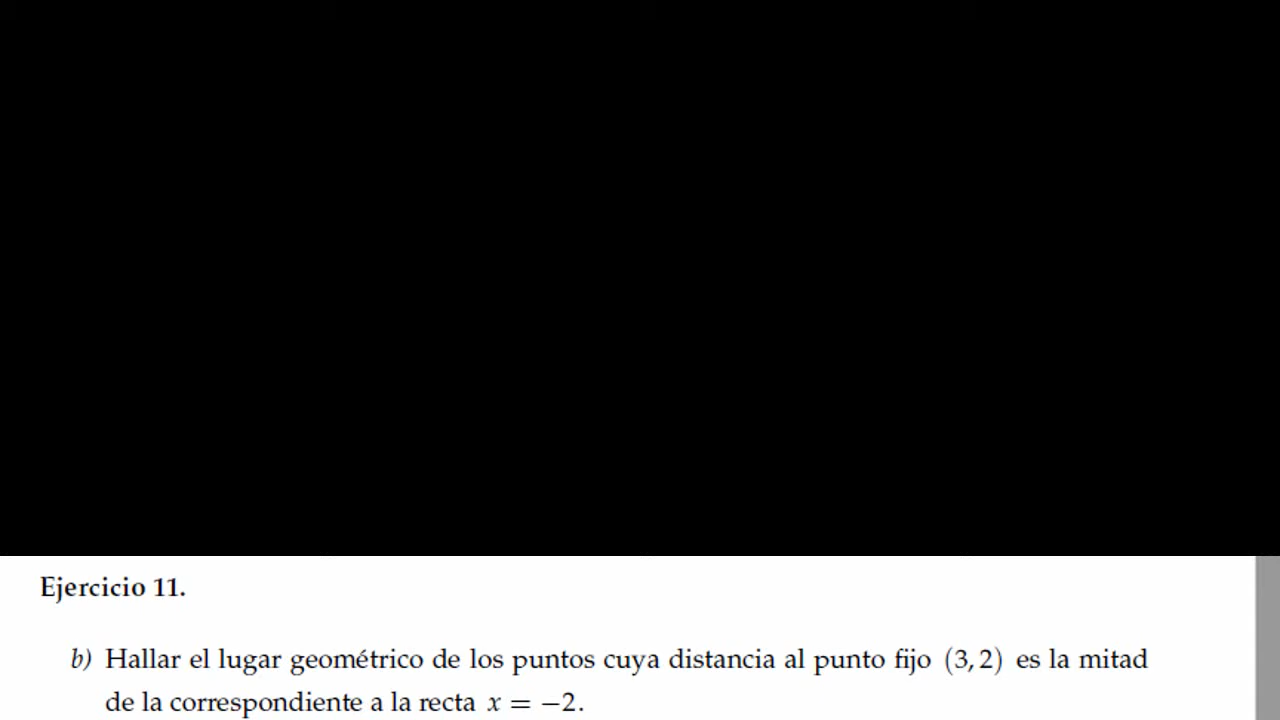 Ejercicio 11.
b) Hallar el lugar geométrico de los puntos cuya distancia al punto fijo (3, 2) es la mitad
de la correspondiente a la recta x = −2.